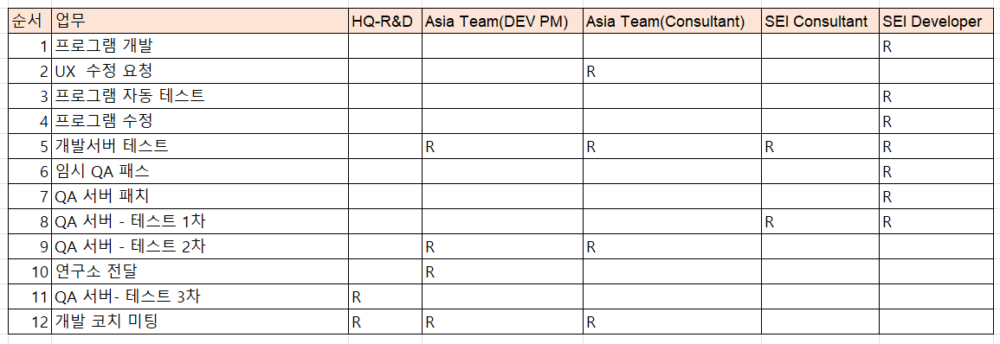 순서 업무 HQ-R&D Asia Team(DEV PM) Asia Team(Consultant) SEI Consultant SEI Developer
1 프로그램 개발 R
2 UX  수정 요청 R
3 프로그램 자동 테스트 R
4 프로그램 수정 R
5 개발서버 테스트 R R R R
6 임시 QA 패스 R
7 QA 서버 패치 R
8 QA 서버 - 테스트 1차 R R
9 QA 서버 - 테스트 2차 R R
10 연구소 전달 R
11 QA 서버- 테스트 3차 R
12 개발 코치 미팅 R R R